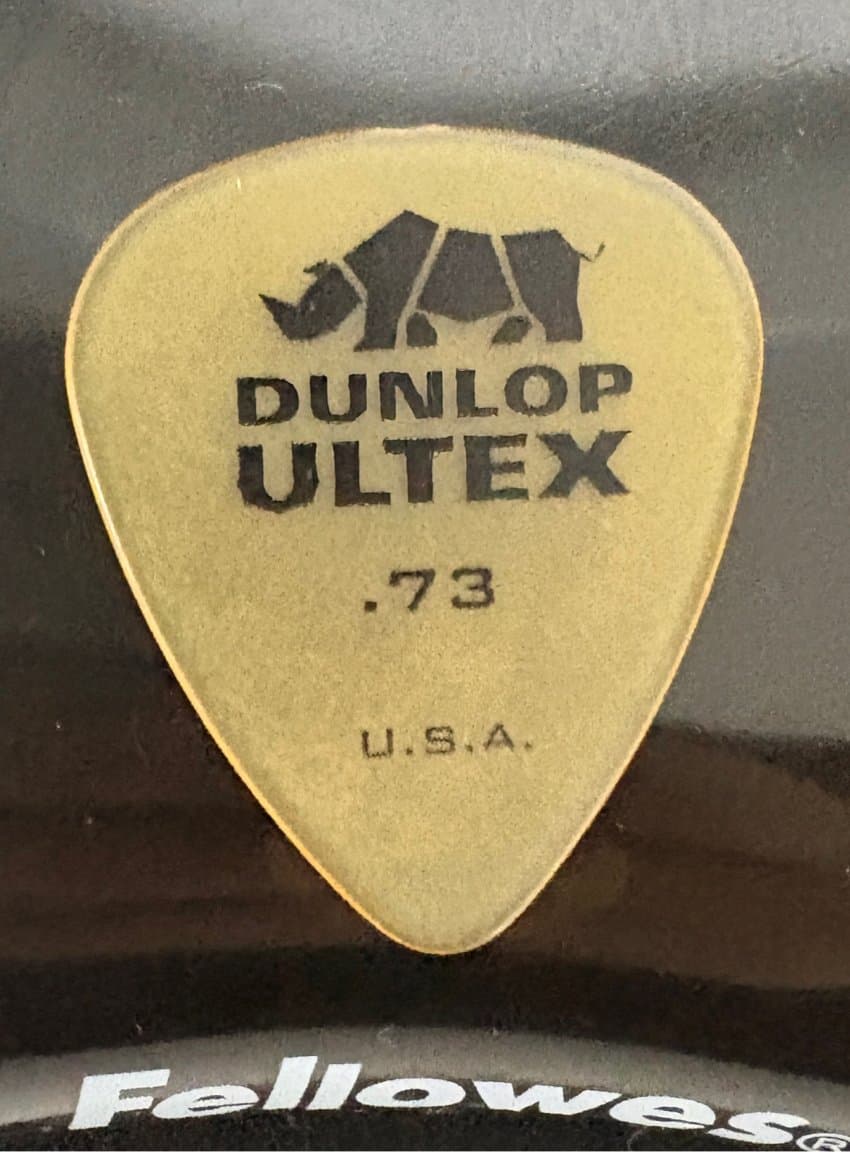 DUNLOP
ULTEX
.73
U.S.A.
Fellowes®